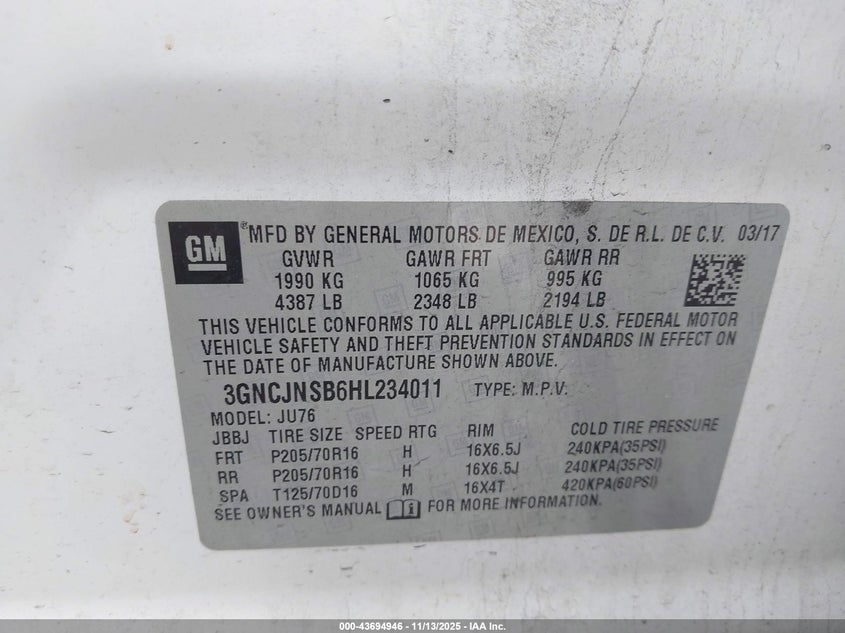 GM ® MFD BY GENERAL MOTORS DE MEXICO, S. DE R.L. DE C.V. 03/17
GVWR GAWR FRT GAWR RR
1990 KG 1065 KG 995 KG
4387 LB 2348 LB 2194 LB
THIS VEHICLE CONFORMS TO ALL APPLICABLE U.S. FEDERAL MOTOR
VEHICLE SAFETY AND THEFT PREVENTION STANDARDS IN EFFECT ON
THE DATE OF MANUFACTURE SHOWN ABOVE.
3GNCJNSB6HL234011 TYPE: M.P.V.
MODEL: JU76
JBBJ TIRE SIZE SPEED RTG RIM COLD TIRE PRESSURE
FRT P205/70R16 H 16X6.5J 240KPA(35PSI)
RR P205/70R16 H 16X6.5J 240KPA(35PSI)
SPA T125/70D16 M 16X4T 420KPA(60PSI)
SEE OWNER'S MANUAL i FOR MORE INFORMATION.
000-43694946 - 11/13/2025 - IAA Inc.